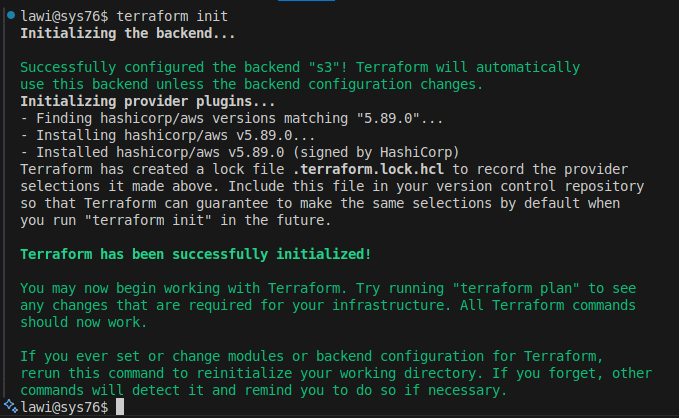 lawi@sys76$ terraform init
Initializing the backend...
Successfully configured the backend "s3"! Terraform will automatically
use this backend unless the backend configuration changes.
Initializing provider plugins...
- Finding hashicorp/aws versions matching "5.89.0"...
- Installing hashicorp/aws v5.89.0...
- Installed hashicorp/aws v5.89.0 (signed by HashiCorp)
Terraform has created a lock file .terraform.lock.hcl to record the provider
selections it made above. Include this file in your version control repository
so that Terraform can guarantee to make the same selections by default when
you run "terraform init" in the future.
Terraform has been successfully initialized!
You may now begin working with Terraform. Try running "terraform plan" to see
any changes that are required for your infrastructure. All Terraform commands
should now work.
If you ever set or change modules or backend configuration for Terraform,
rerun this command to reinitialize your working directory. If you forget, other
commands will detect it and remind you to do so if necessary.
lawi@sys76$